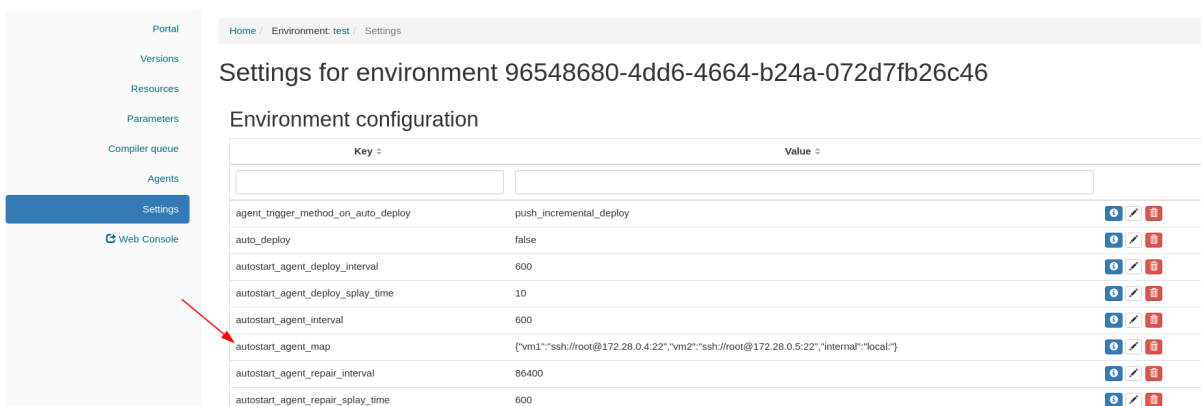 Portal
Versions
Resources
Parameters
Compiler queue
Agents
Settings
Web Console
Home / Environment: test / Settings
Settings for environment 96548680-4dd6-4664-b24a-072d7fb26c46
Environment configuration
Key Value
agent_trigger_method_on_auto_deploy push_incremental_deploy
auto_deploy false
autostart_agent_deploy_interval 600
autostart_agent_deploy_splay_time 10
autostart_agent_interval 600
autostart_agent_map {"vm1":"ssh://root@172.28.0.4:22","vm2":"ssh://root@172.28.0.5:22","internal":"local:"}
autostart_agent_repair_interval 86400
autostart_agent_repair_splay_time 600